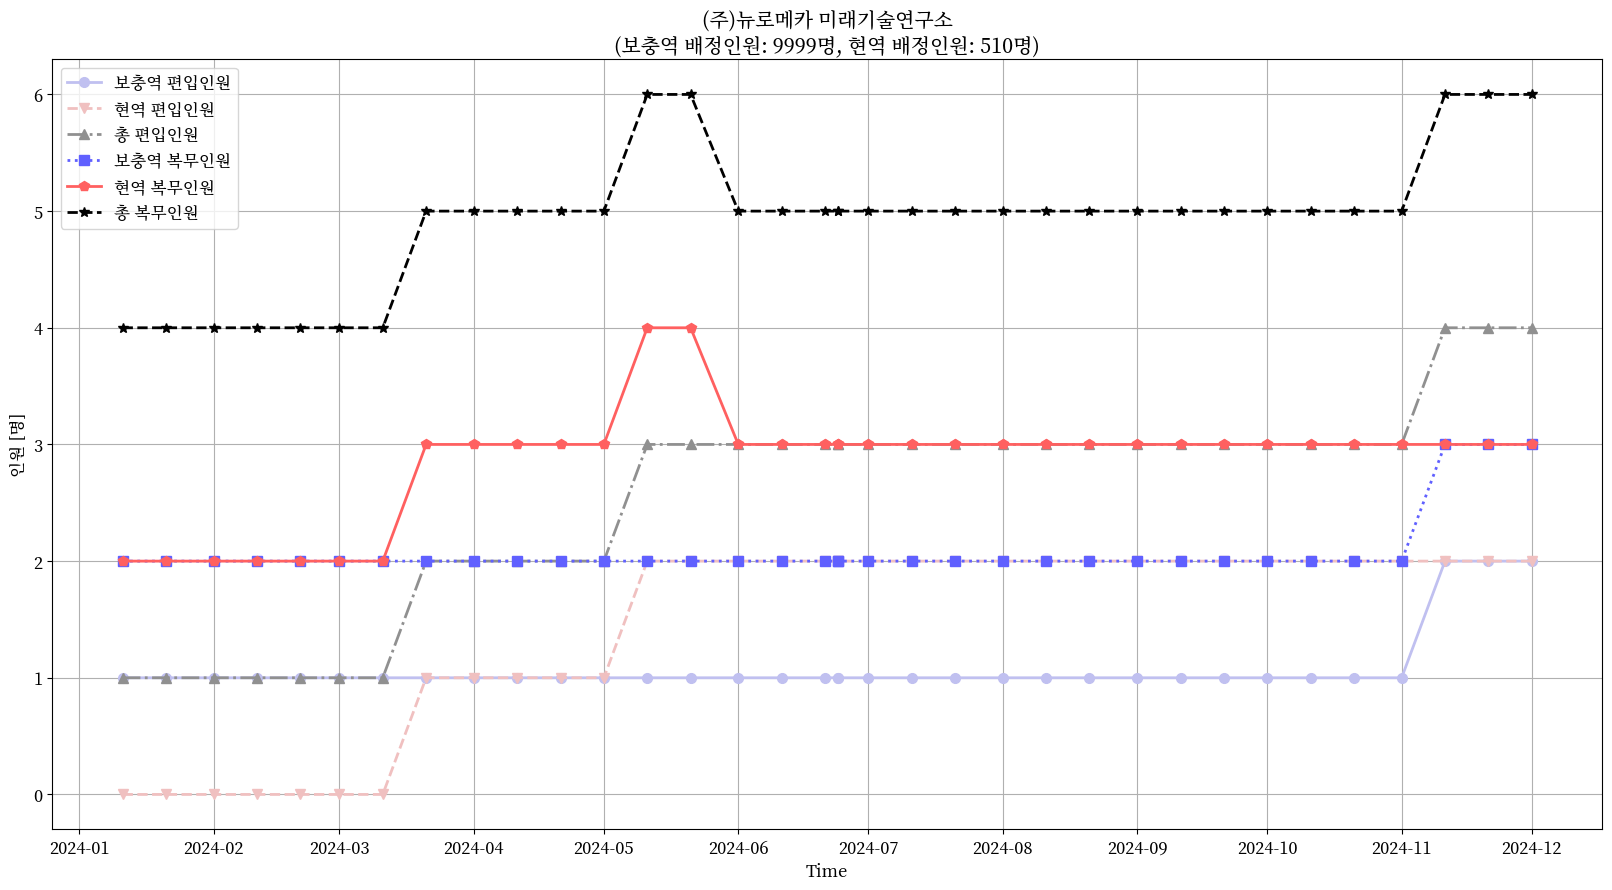 (주)뉴로메카 미래기술연구소
(보충역 배정인원: 9999명, 현역 배정인원: 510명)
보충역 편입인원
현역 편입인원
총 편입인원
보충역 복무인원
현역 복무인원
총 복무인원
인원 [명]
6
5
4
3
2
1
0
2024-01 2024-02 2024-03 2024-04 2024-05 2024-06 2024-07 2024-08 2024-09 2024-10 2024-11 2024-12
Time